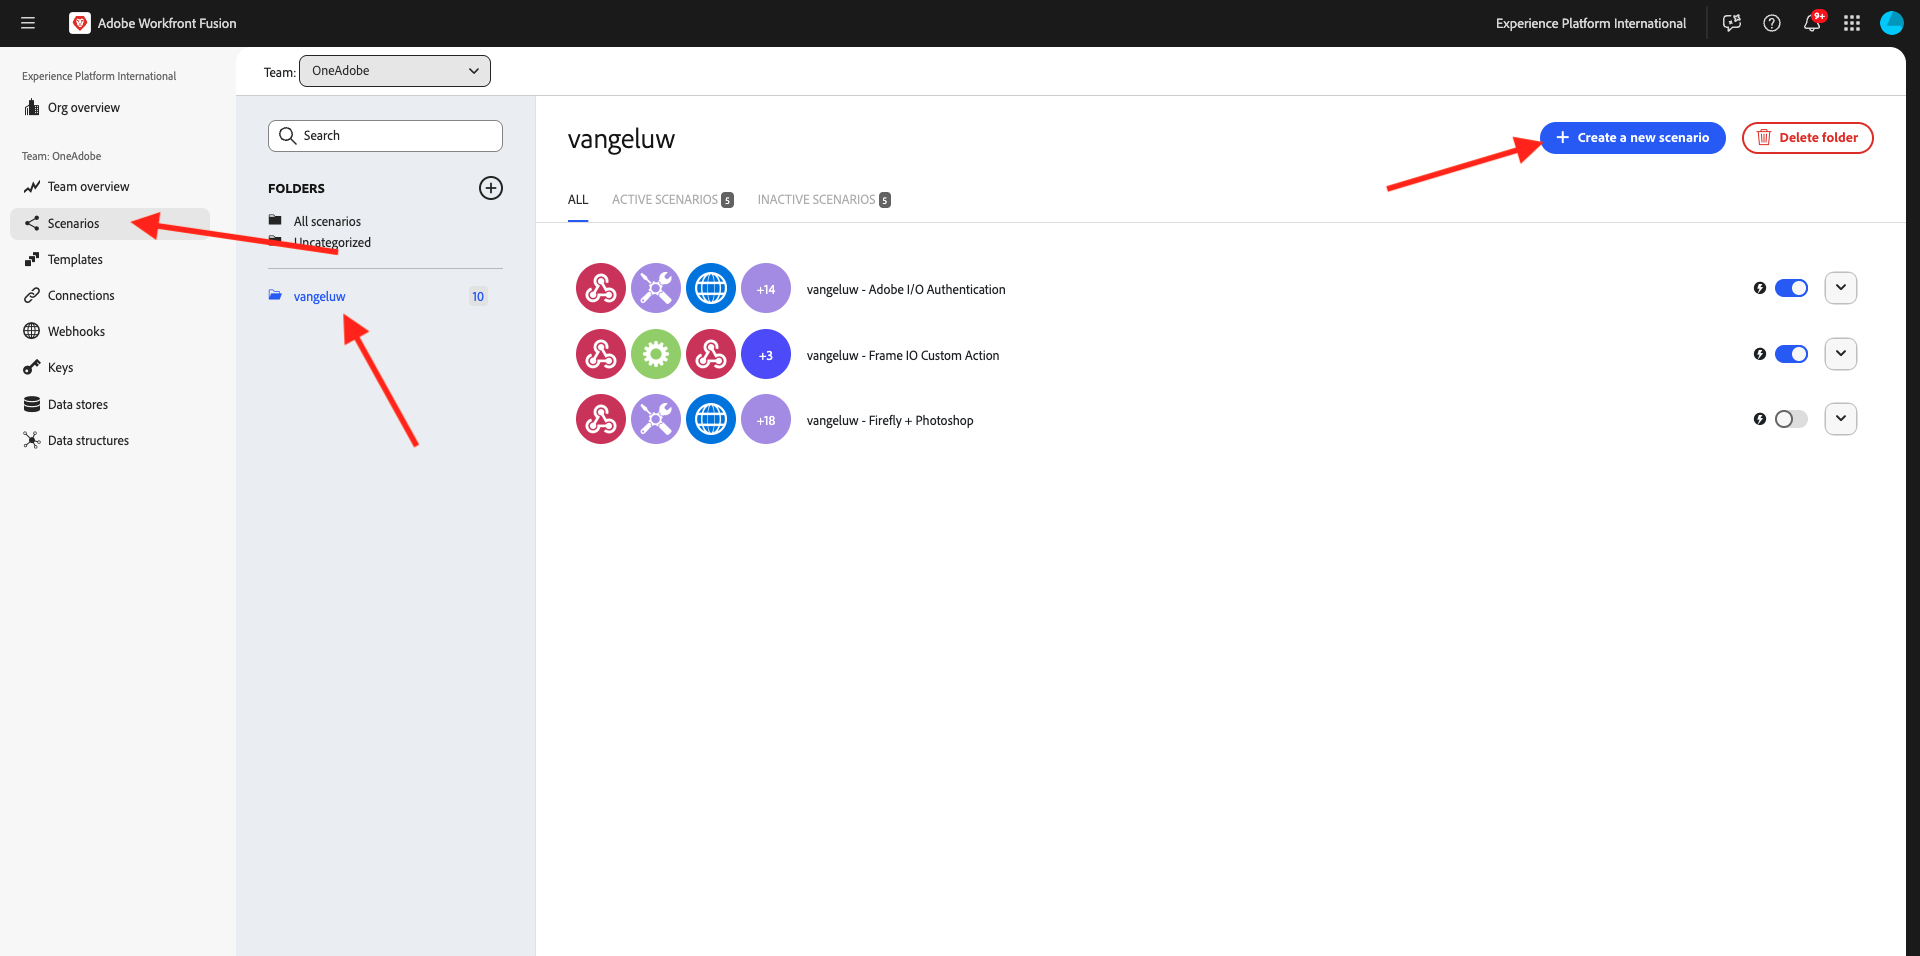 Adobe Workfront Fusion
Experience Platform International
9+
Experience Platform International
Org overview
Team: OneAdobe
Team overview
Scenarios
Templates
Connections
Webhooks
Keys
Data stores
Data structures
Team:
OneAdobe
Search
FOLDERS
All scenarios
Uncategorized
vangeluw
10
vangeluw
Create a new scenario
Delete folder
ALL
ACTIVE SCENARIOS 5
INACTIVE SCENARIOS 5
+14
vangeluw - Adobe I/O Authentication
+3
vangeluw - Frame IO Custom Action
+18
vangeluw - Firefly + Photoshop